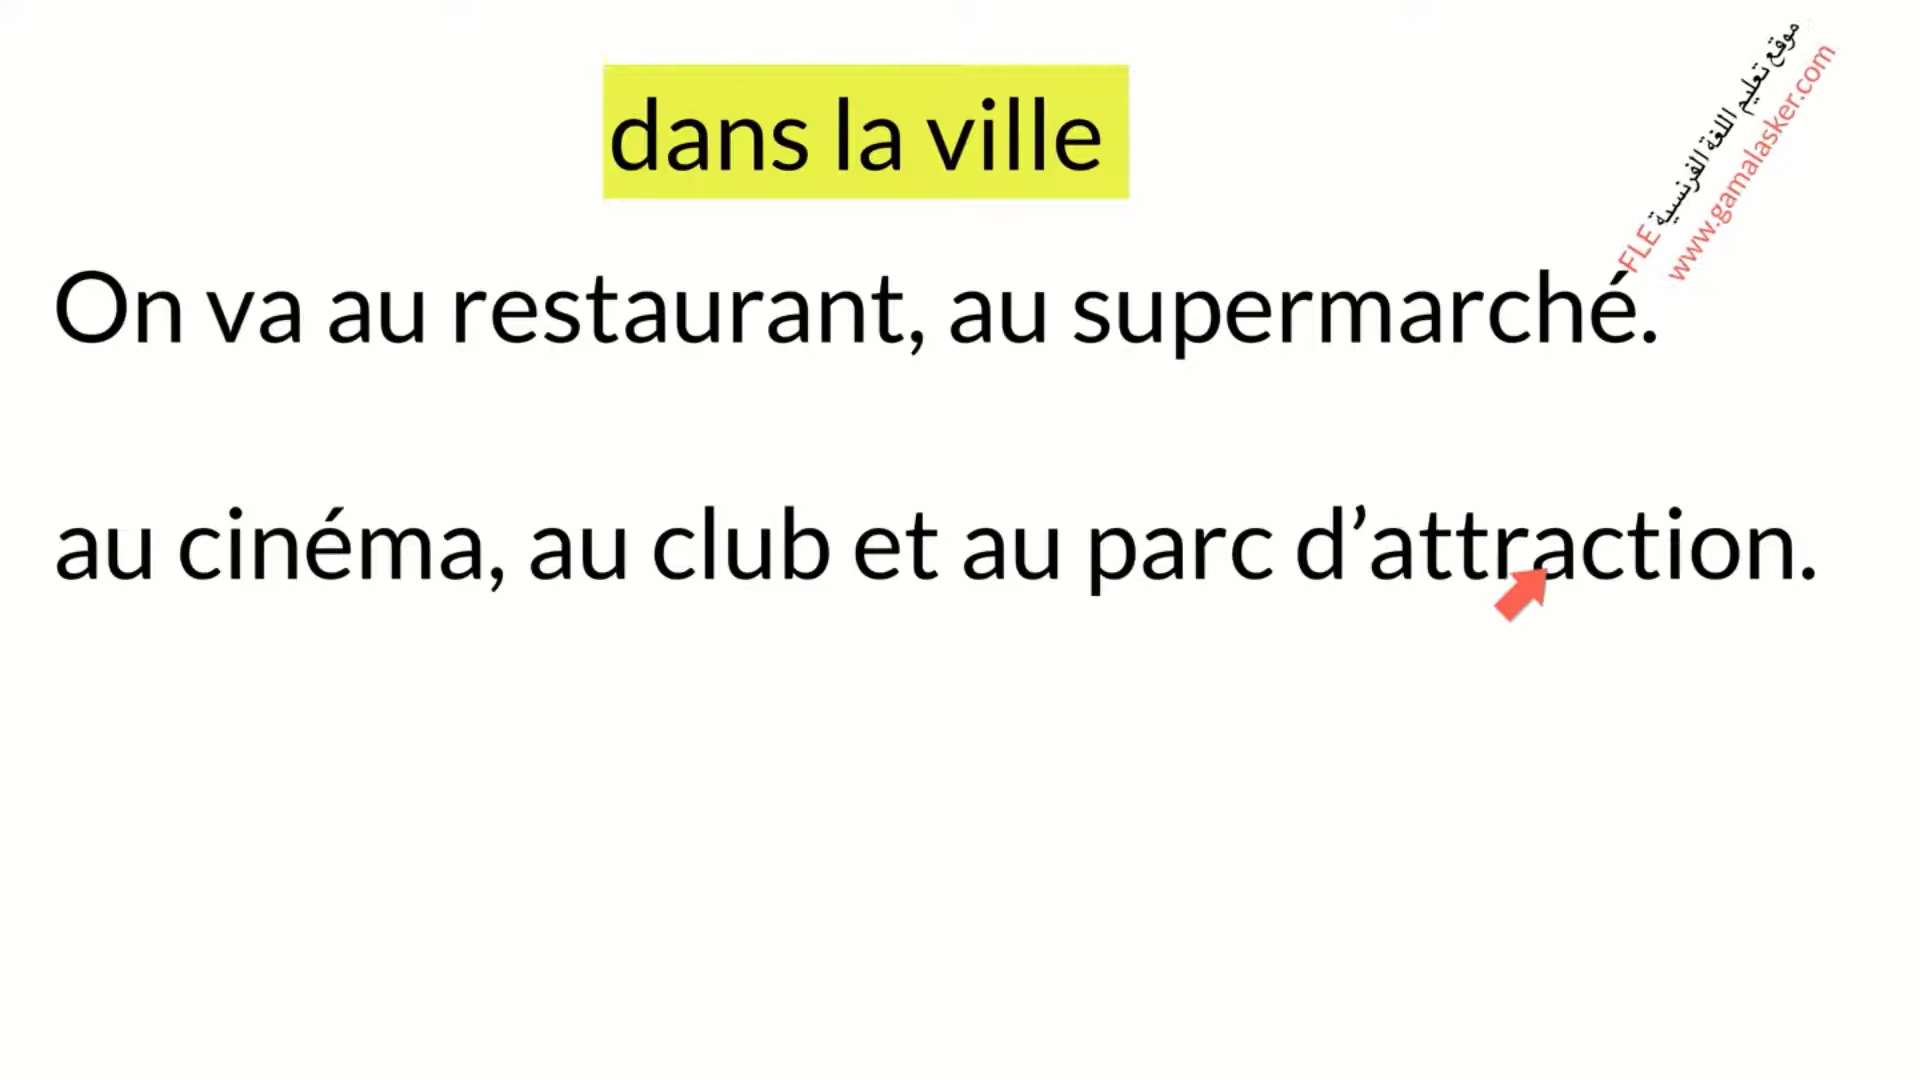 dans la ville
موقع تعليم اللغة الفرنسية FLE
www.gamalasker.com
On va au restaurant, au supermarché.
au cinéma, au club et au parc d’attraction.